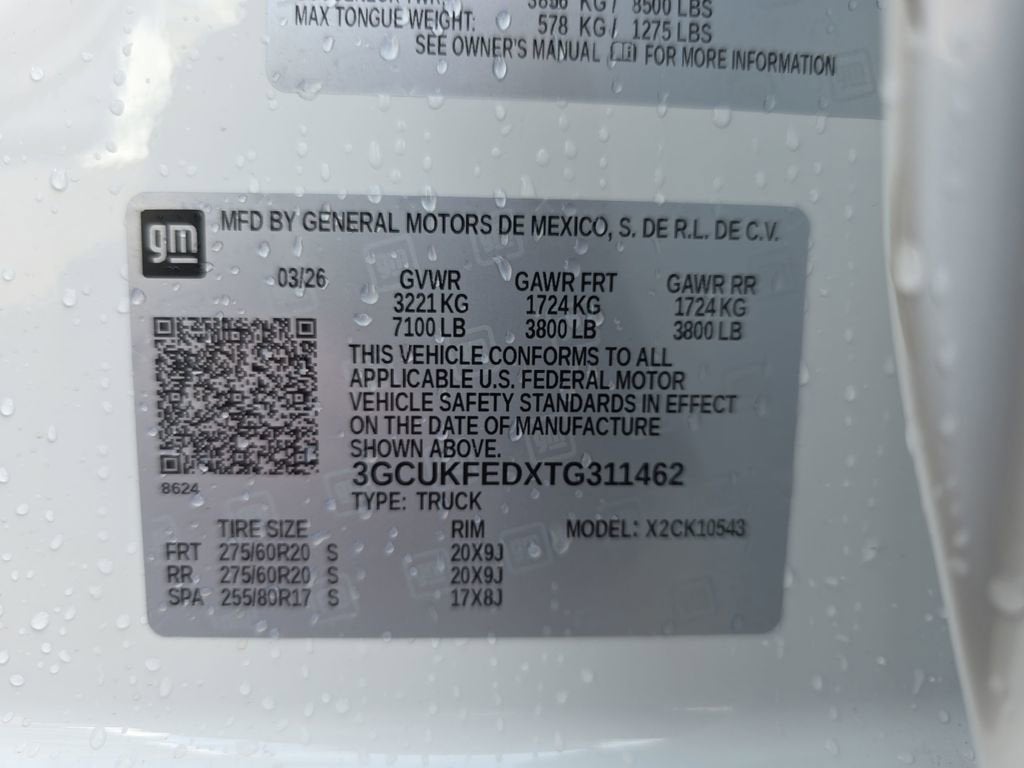 3856 KG/ 8500 LBS
MAX TONGUE WEIGHT: 578 KG/ 1275 LBS
SEE OWNER'S MANUAL FOR MORE INFORMATION
gm
MFD BY GENERAL MOTORS DE MEXICO, S. DE R.L. DE C.V.
03/26 GVWR GAWR FRT GAWR RR
3221 KG 1724 KG 1724 KG
7100 LB 3800 LB 3800 LB
THIS VEHICLE CONFORMS TO ALL
APPLICABLE U.S. FEDERAL MOTOR
VEHICLE SAFETY STANDARDS IN EFFECT
ON THE DATE OF MANUFACTURE
SHOWN ABOVE.
3GCUKFEDXTG311462
8624
TYPE: TRUCK
TIRE SIZE RIM MODEL: X2CK10543
FRT 275/60R20 S 20X9J
RR 275/60R20 S 20X9J
SPA 255/80R17 S 17X8J